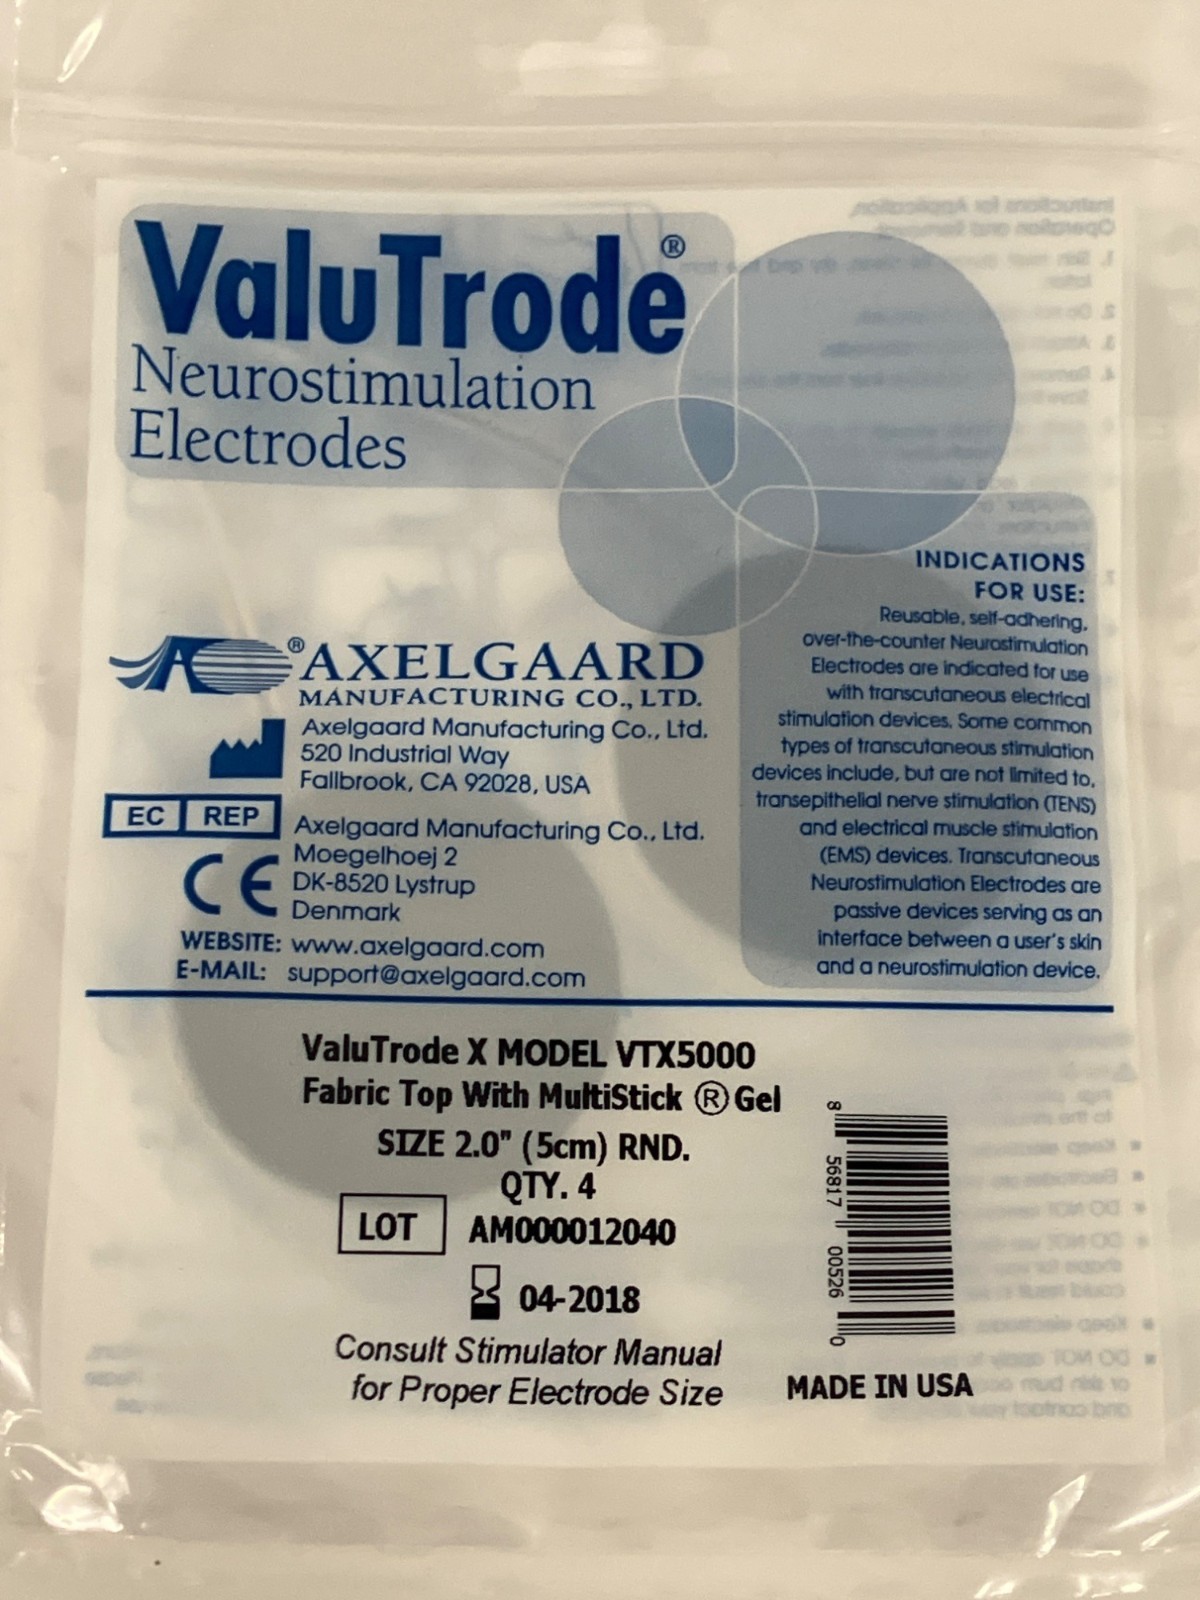 ValuTrode®
Neurostimulation
Electrodes
INDICATIONS
FOR USE:
Reusable, self-adhering,
over-the-counter Neurostimulation
Electrodes are indicated for use
with transcutaneous electrical
stimulation devices. Some common
types of transcutaneous stimulation
devices include, but are not limited to,
transepithelial nerve stimulation (TENS)
and electrical muscle stimulation
(EMS) devices. Transcutaneous
Neurostimulation Electrodes are
passive devices serving as an
interface between a user's skin
and a neurostimulation device.
A ® AXELGAARD
MANUFACTURING CO., LTD.
Axelgaard Manufacturing Co., Ltd.
520 Industrial Way
Fallbrook, CA 92028, USA
EC REP
Axelgaard Manufacturing Co., Ltd.
Moegelhoej 2
DK-8520 Lystrup
Denmark
CE
WEBSITE: www.axelgaard.com
E-MAIL: support@axelgaard.com
ValuTrode X MODEL VTX5000
Fabric Top With MultiStick ® Gel
SIZE 2.0" (5cm) RND.
QTY. 4
LOT AM000012040
04-2018
Consult Stimulator Manual
for Proper Electrode Size
8 56817 00526 0
MADE IN USA